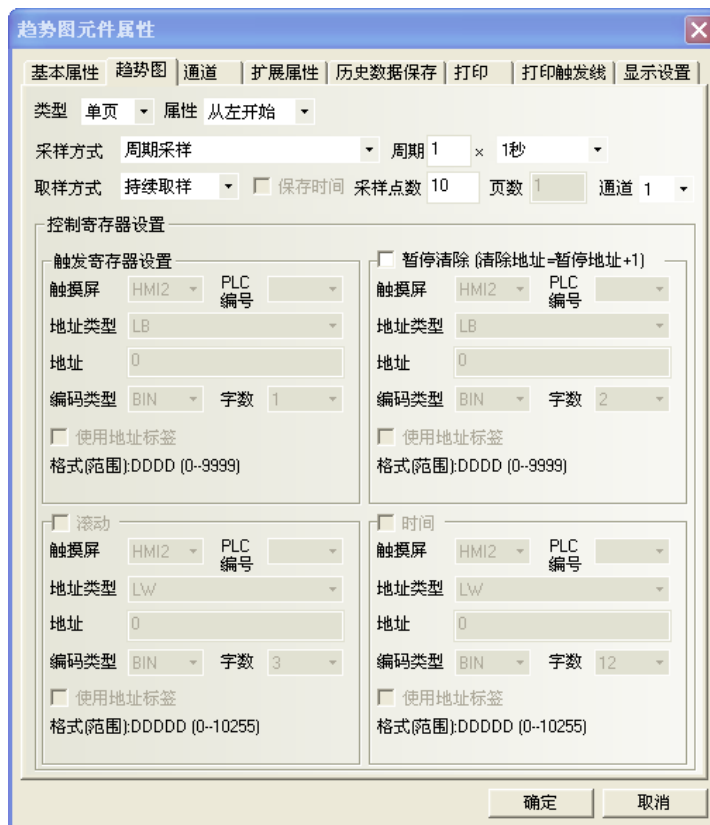 趋势图元件属性
基本属性 趋势图 通道 扩展属性 历史数据保存 打印 打印触发线 显示设置
类型 单页 属性 从左开始
采样方式 周期采样 周期 1 × 1秒
取样方式 持续取样 保存时间 采样点数 10 页数 1 通道 1
控制寄存器设置
触发寄存器设置
触摸屏 HMI2 PLC编号
地址类型 LB
地址 0
编码类型 BIN 字数 1
使用地址标签
格式(范围):DDDD (0--9999)
暂停清除 (清除地址=暂停地址+1)
触摸屏 HMI2 PLC编号
地址类型 LB
地址 0
编码类型 BIN 字数 2
使用地址标签
格式(范围):DDDD (0--9999)
滚动
触摸屏 HMI2 PLC编号
地址类型 LW
地址 0
编码类型 BIN 字数 3
使用地址标签
格式(范围):DDDDD (0--10255)
时间
触摸屏 HMI2 PLC编号
地址类型 LW
地址 0
编码类型 BIN 字数 12
使用地址标签
格式(范围):DDDDD (0--10255)
确定 取消